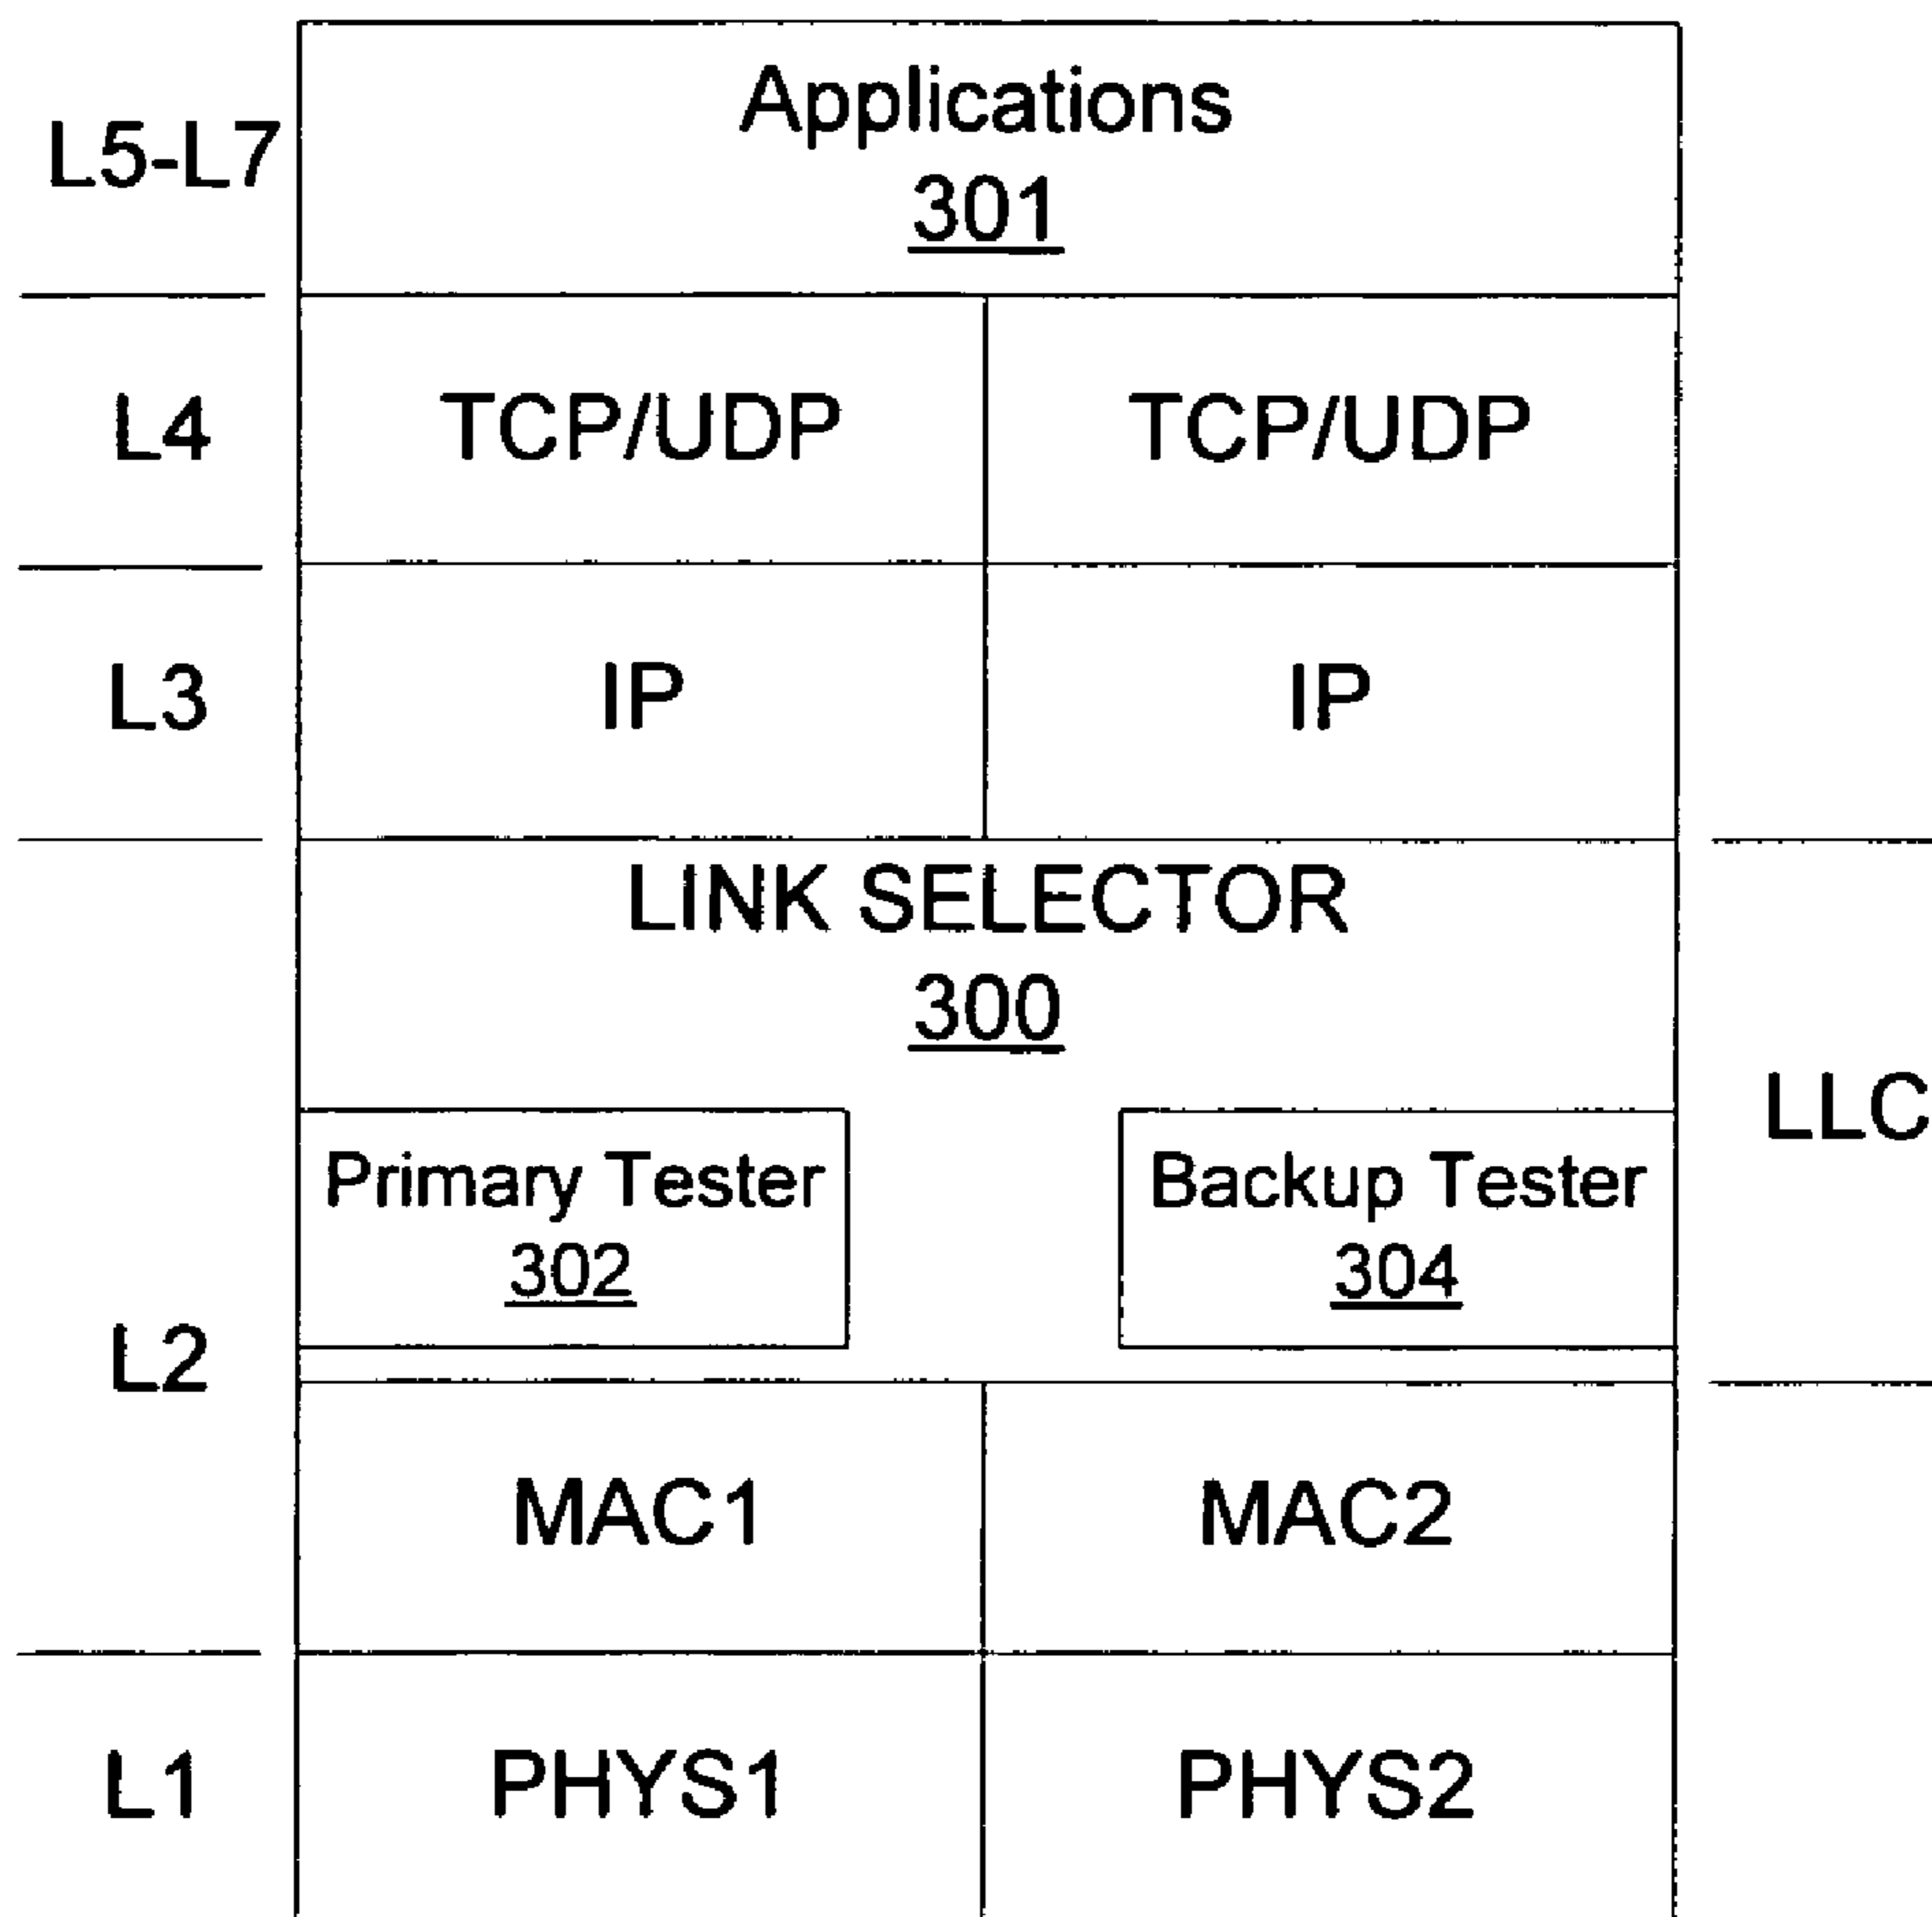 Applications
L5-L7
301
L4
TCP/UDP
TCP/UDP
L3
IP
IP
LINK SELECTOR
300
LLC
Primary Tester
302
Backup Tester
304
L2
MAC1
MAC2
L1
PHYS1
PHYS2